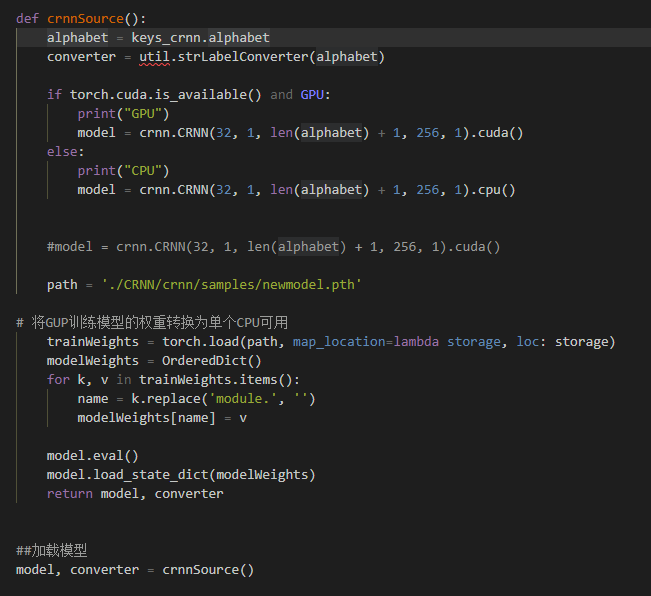 def crnnSource():
    alphabet = keys_crnn.alphabet
    converter = util.strLabelConverter(alphabet)
    if torch.cuda.is_available() and GPU:
        print("GPU")
        model = crnn.CRNN(32, 1, len(alphabet) + 1, 256, 1).cuda()
    else:
        print("CPU")
        model = crnn.CRNN(32, 1, len(alphabet) + 1, 256, 1).cpu()
    #model = crnn.CRNN(32, 1, len(alphabet) + 1, 256, 1).cuda()
    path = './CRNN/crnn/samples/newmodel.pth'
# 将GUP训练模型的权重转换为单个CPU可用
    trainWeights = torch.load(path, map_location=lambda storage, loc: storage)
    modelWeights = OrderedDict()
    for k, v in trainWeights.items():
        name = k.replace('module.', '')
        modelWeights[name] = v
    model.eval()
    model.load_state_dict(modelWeights)
    return model, converter
##加载模型
model, converter = crnnSource()